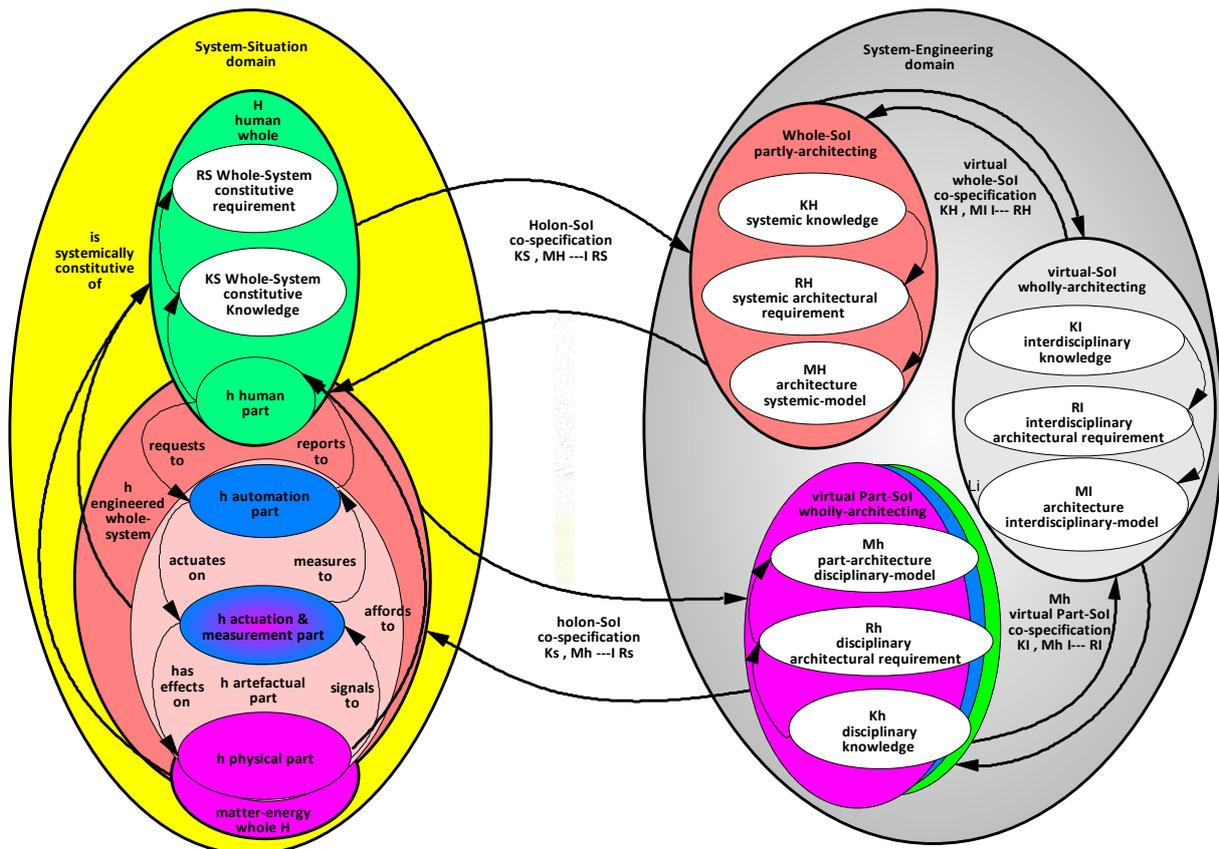 System-Situation
domain
H
human
whole
RS Whole-System
constitutive
requirement
KS Whole-System
constitutive
Knowledge
is
systemically
constitutive
of
h human
part
requests
to
reports
to
h
engineered
whole-
system
h automation
part
actuates
on
measures
to
h actuation &
measurement part
affords
to
has
effects
on
h artefactual
part
signals
to
h physical part
matter-energy
whole H
Holon-SoI
co-specification
KS , MH ---I RS
holon-SoI
co-specification
Ks , Mh ---I Rs
System-Engineering
domain
Whole-SoI
partly-architecting
KH
systemic knowledge
RH
systemic architectural
requirement
MH
architecture
systemic-model
virtual
whole-SoI
co-specification
KH , MI I--- RH
virtual-SoI
wholly-architecting
KI
interdisciplinary
knowledge
RI
interdisciplinary
architectural requirement
Li
MI
architecture
interdisciplinary-model
virtual Part-SoI
wholly-architecting
Mh
part-architecture
disciplinary-model
Rh
disciplinary
architectural requirement
Kh
disciplinary
knowledge
Mh
virtual Part-SoI
co-specification
KI , Mh I--- RI